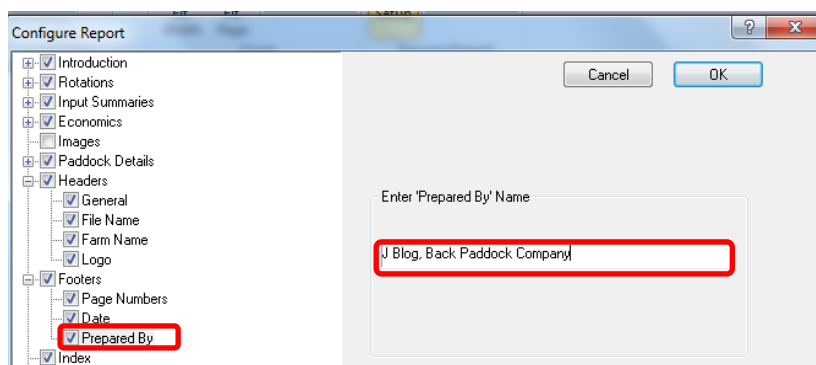 Setup
Configure Report
Introduction
Rotations
Input Summaries
Economics
Images
Paddock Details
Headers
General
File Name
Farm Name
Logo
Footers
Page Numbers
Date
Prepared By
Index
Cancel
OK
Enter 'Prepared By' Name
J Blog, Back Paddock Company